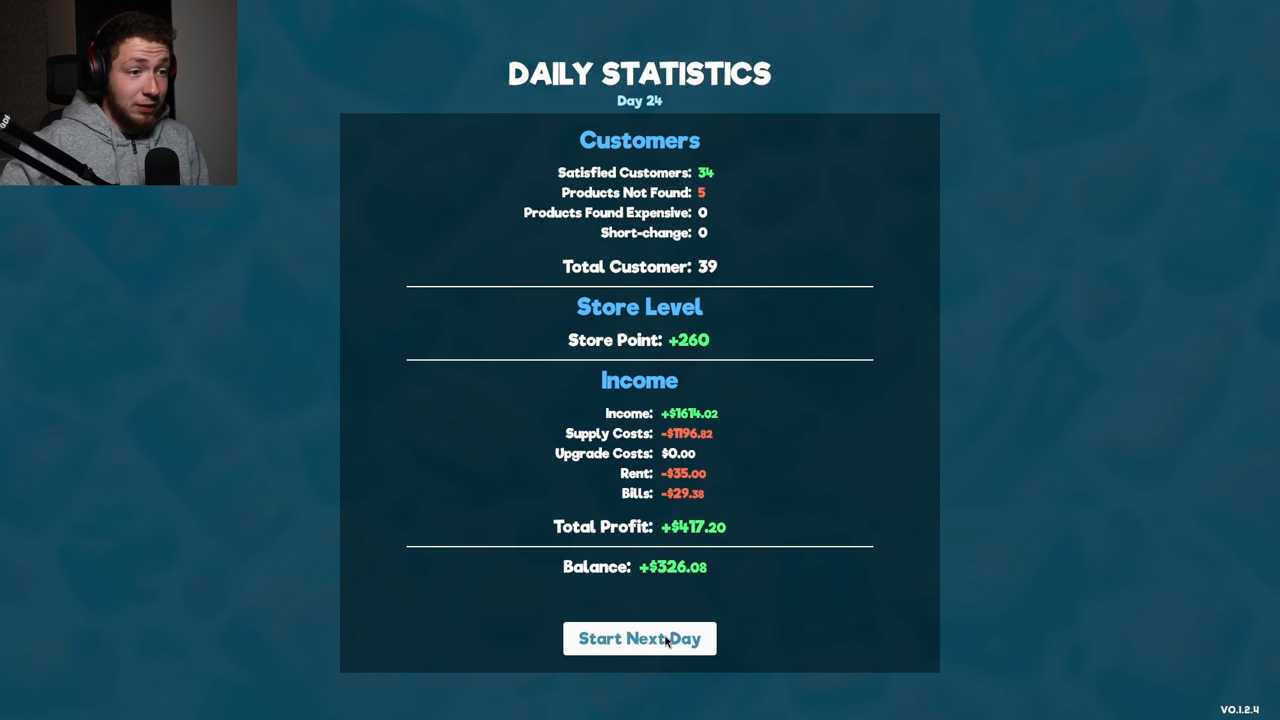 DAILY STATISTICS
Day 24
Customers
Satisfied Customers: 34
Products Not Found: 5
Products Found Expensive: 0
Short-change: 0
Total Customer: 39
Store Level
Store Point: +260
Income
Income: +$1614.02
Supply Costs: -$1196.82
Upgrade Costs: $0.00
Rent: -$35.00
Bills: -$29.38
Total Profit: +$417.20
Balance: +$326.08
Start Next Day
V0.1.2.4